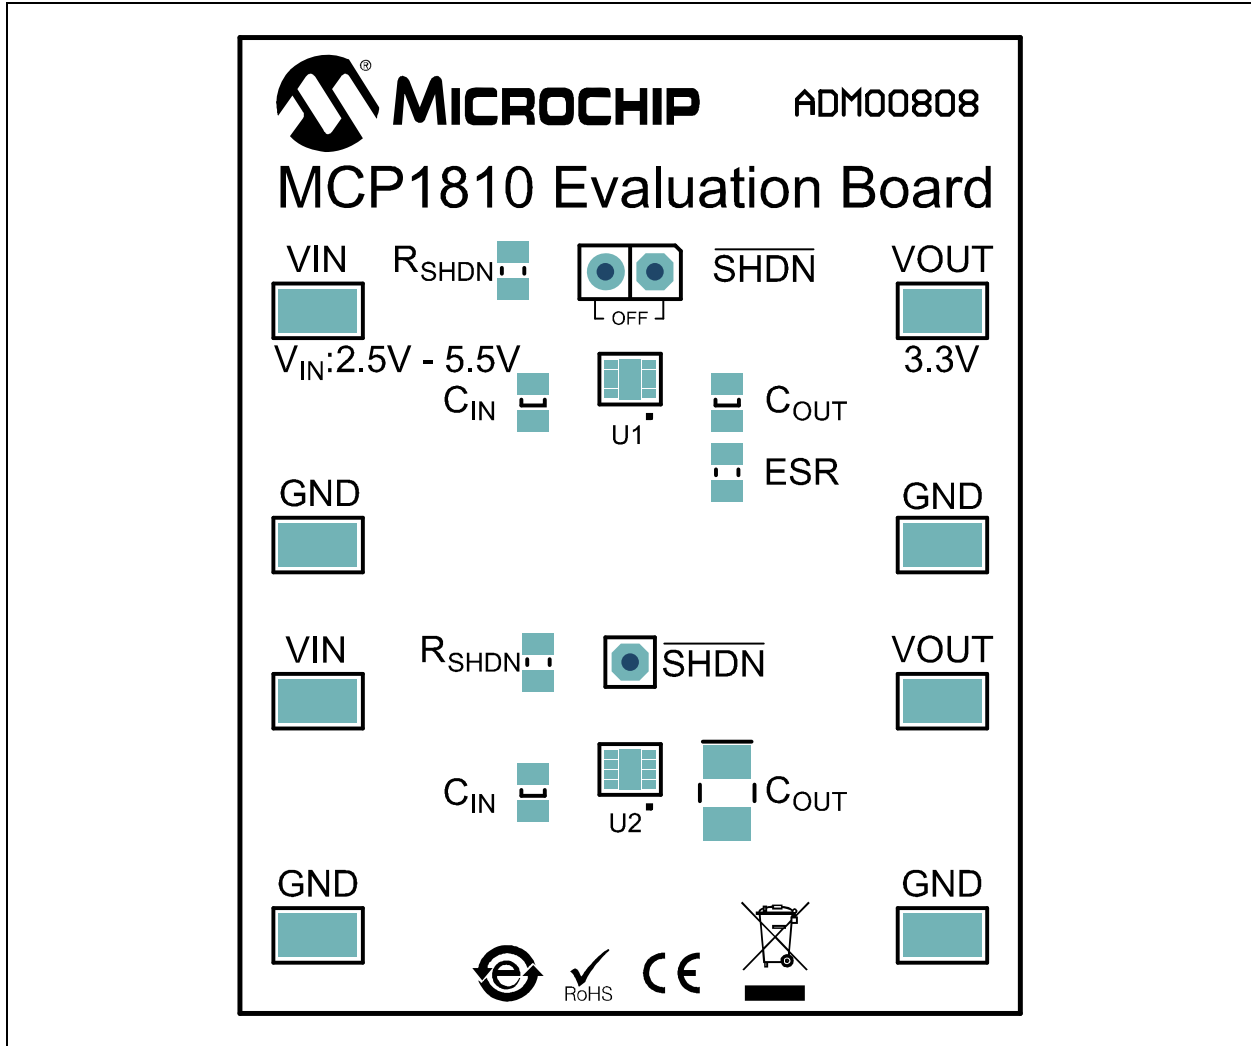 MICROCHIP ®
ADM00808
MCP1810 Evaluation Board
VIN
RSHDN
SHDN
VOUT
OFF
VIN:2.5V - 5.5V
3.3V
CIN
U1
COUT
ESR
GND
GND
VIN
RSHDN
SHDN
VOUT
CIN
U2
COUT
GND
GND
e
RoHS
CE